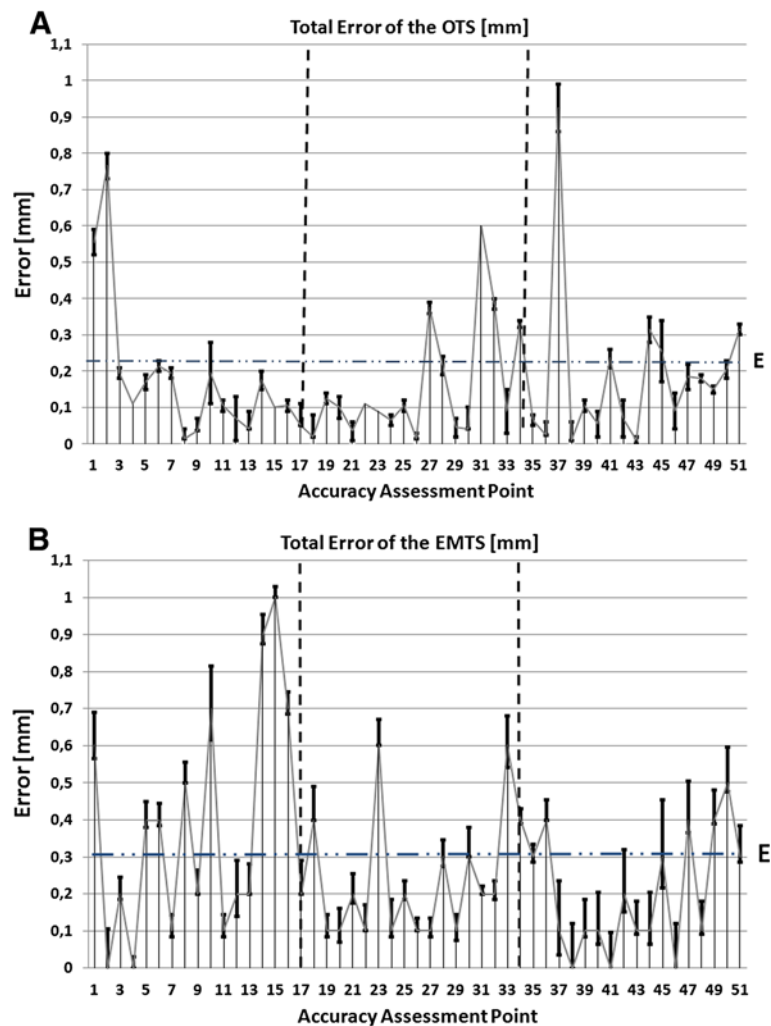 A
Total Error of the OTS [mm]
1,1
1
0,9
0,8
0,7
0,6
0,5
0,4
0,3
0,2
0,1
0
Error [mm]
E
1 3 5 7 9 11 13 15 17 19 21 23 25 27 29 31 33 35 37 39 41 43 45 47 49 51
Accuracy Assessment Point
B
Total Error of the EMTS [mm]
1,1
1
0,9
0,8
0,7
0,6
0,5
0,4
0,3
0,2
0,1
0
Error [mm]
E
1 3 5 7 9 11 13 15 17 19 21 23 25 27 29 31 33 35 37 39 41 43 45 47 49 51
Accuracy Assessment Point